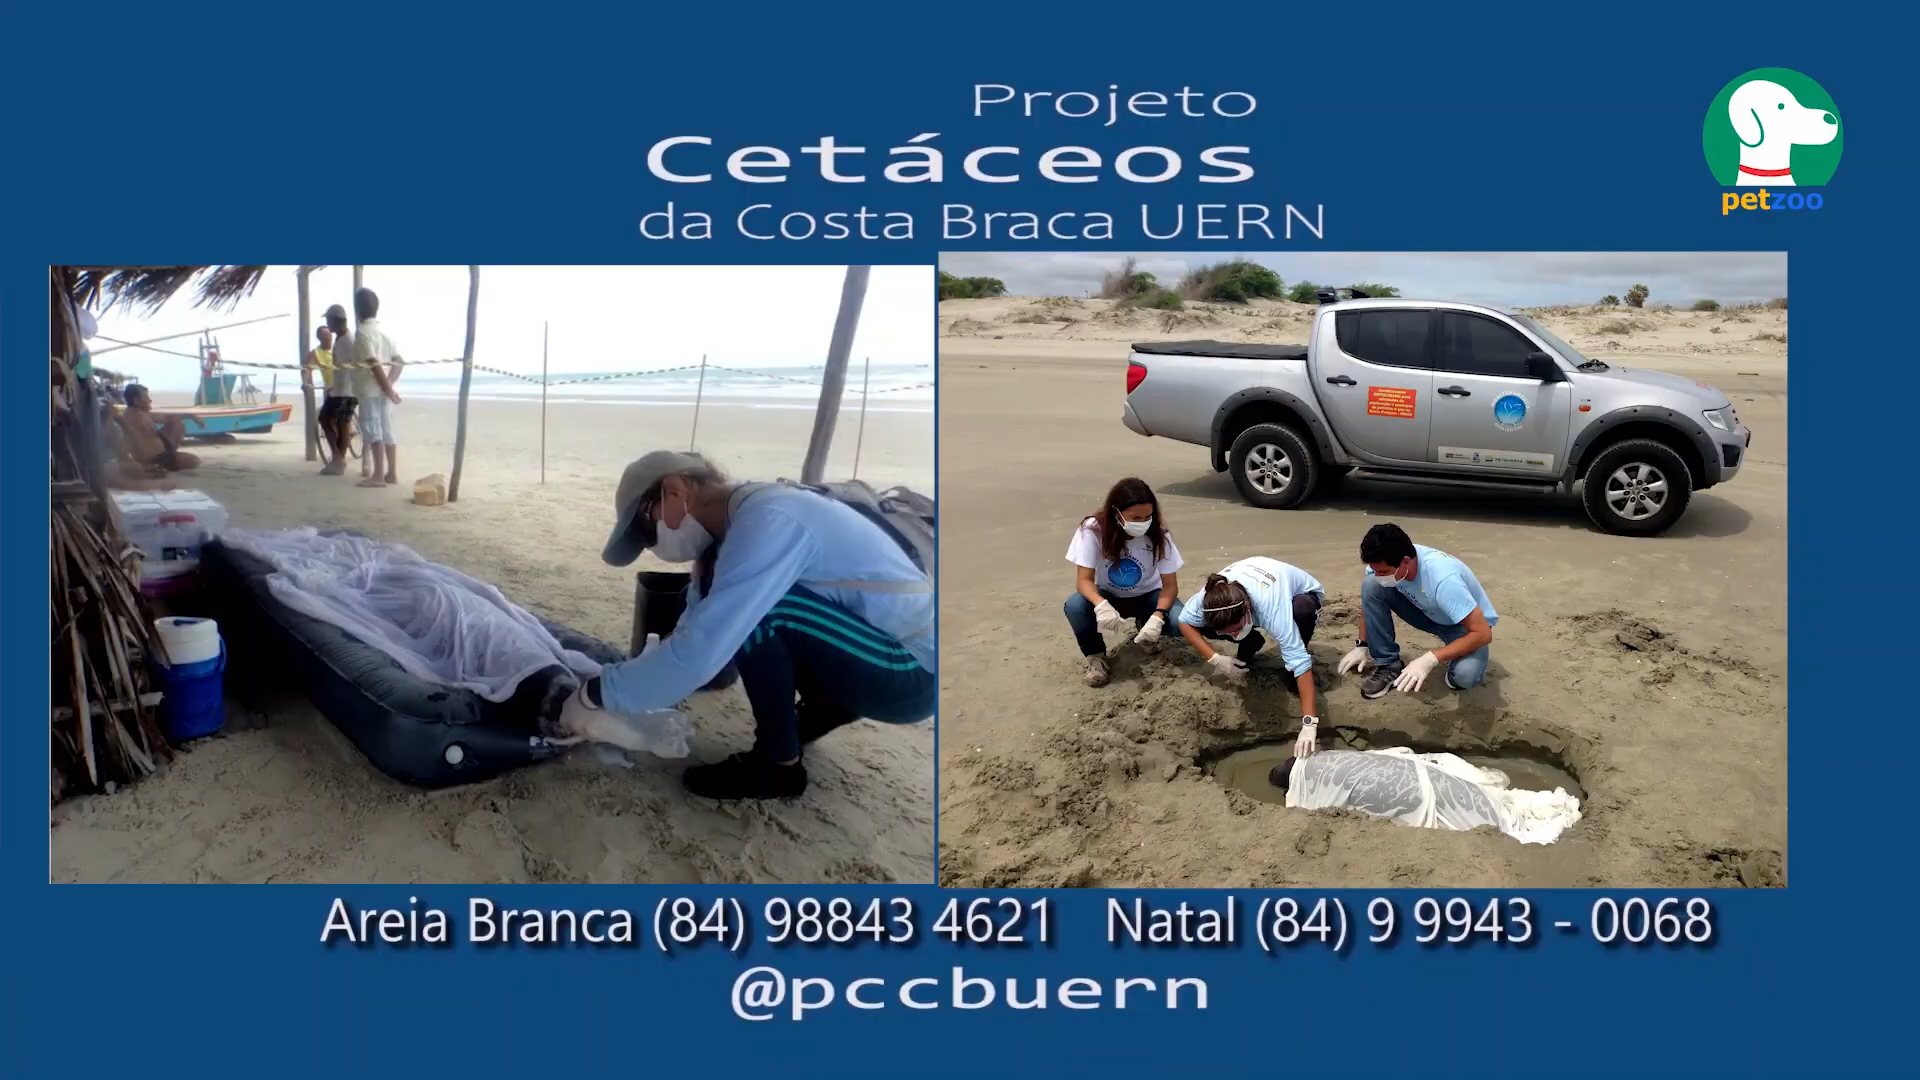 Projeto
Cetáceos
da Costa Braca UERN
petzoo
Areia Branca (84) 98843 4621 Natal (84) 9 9943 - 0068
@pccbuern